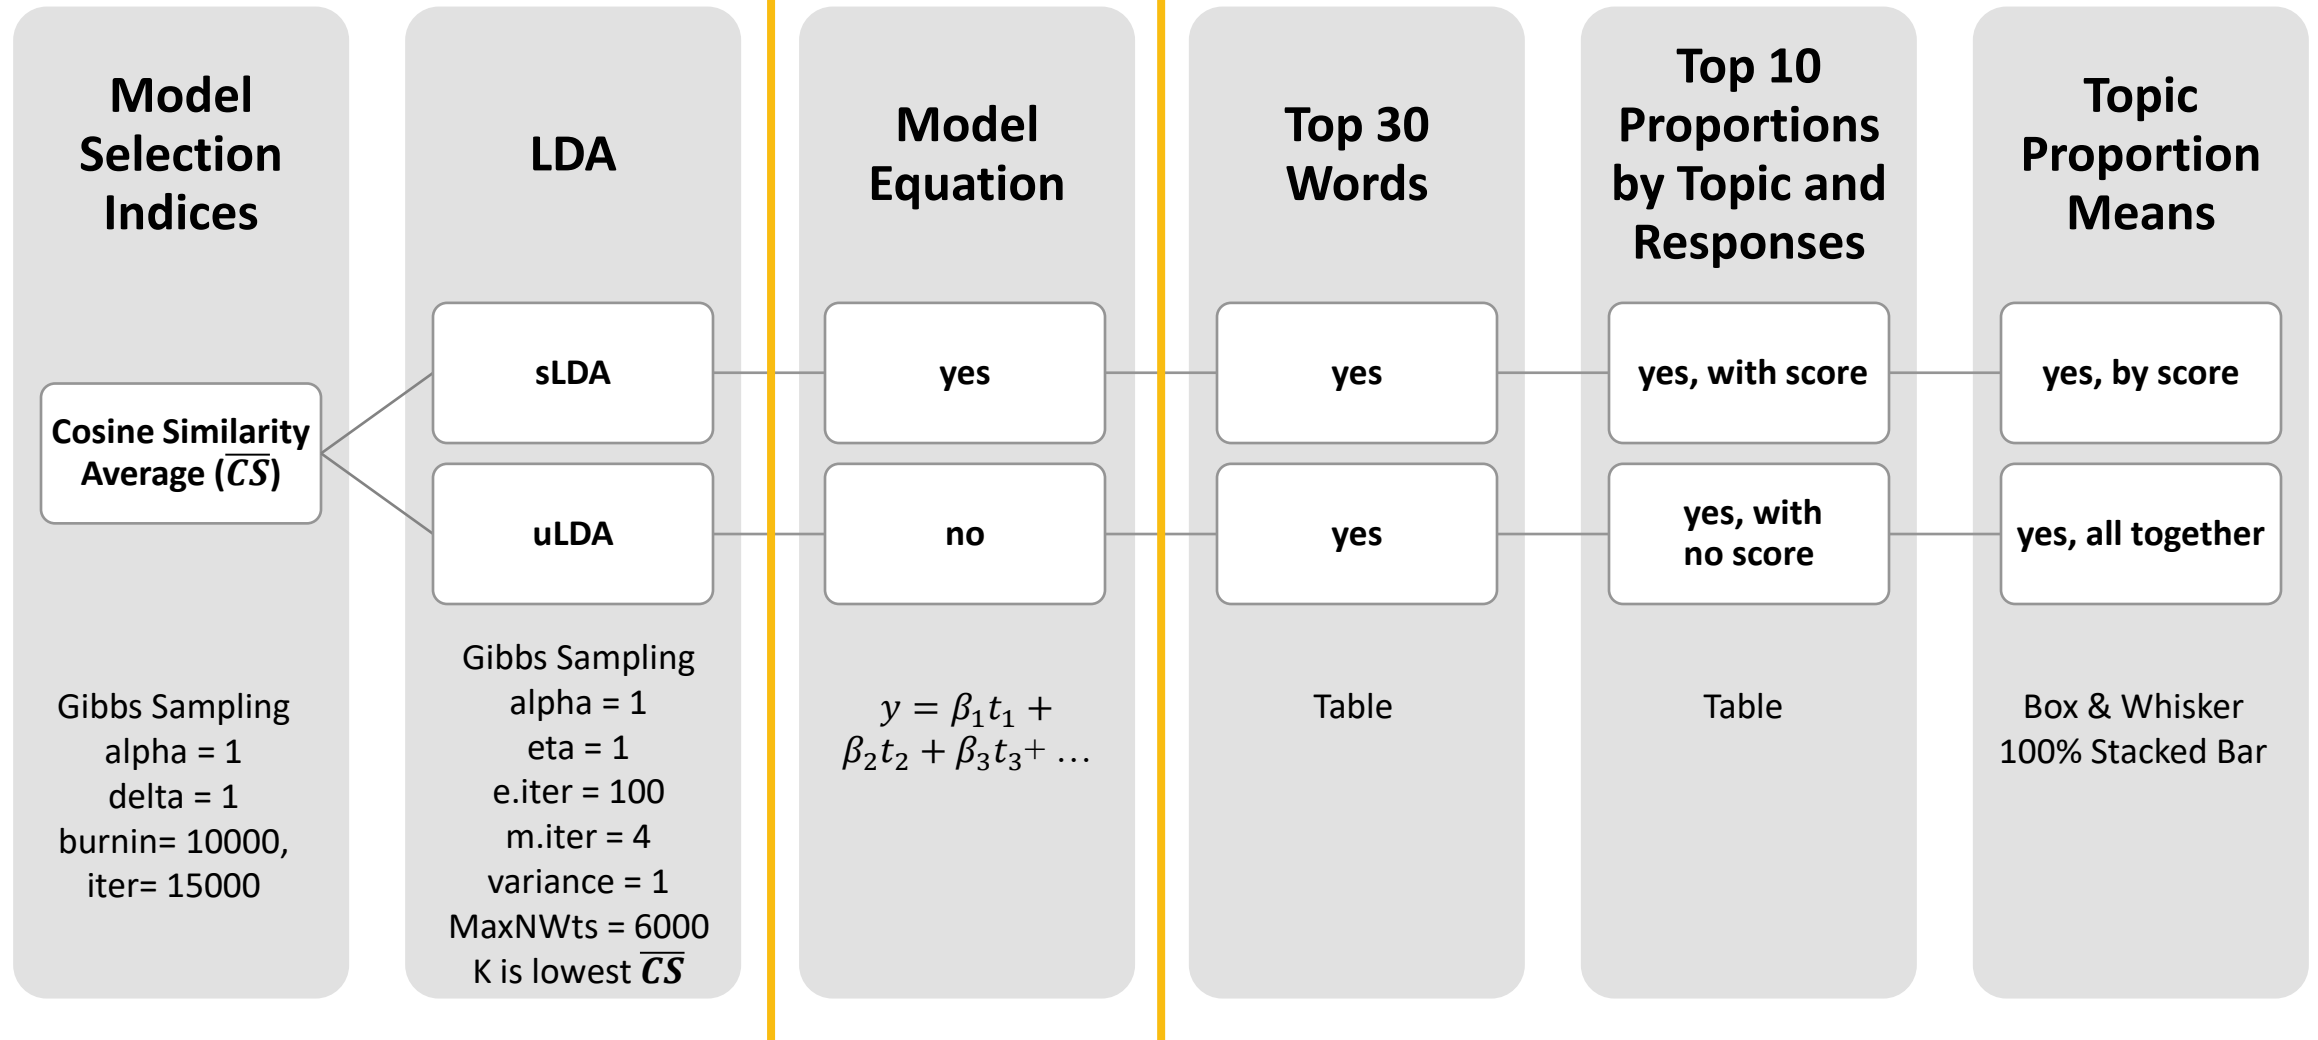 Model
Selection
Indices
Cosine Similarity
Average (C̅S̅)
Gibbs Sampling
alpha = 1
delta = 1
burnin= 10000,
iter= 15000
LDA
sLDA
uLDA
Gibbs Sampling
alpha = 1
eta = 1
e.iter = 100
m.iter = 4
variance = 1
MaxNWts = 6000
K is lowest C̅S̅
Model
Equation
yes
no
y = β₁t₁ +
β₂t₂ + β₃t₃+ …
Top 30
Words
yes
yes
Table
Top 10
Proportions
by Topic and
Responses
yes, with score
yes, with
no score
Table
Topic
Proportion
Means
yes, by score
yes, all together
Box & Whisker
100% Stacked Bar